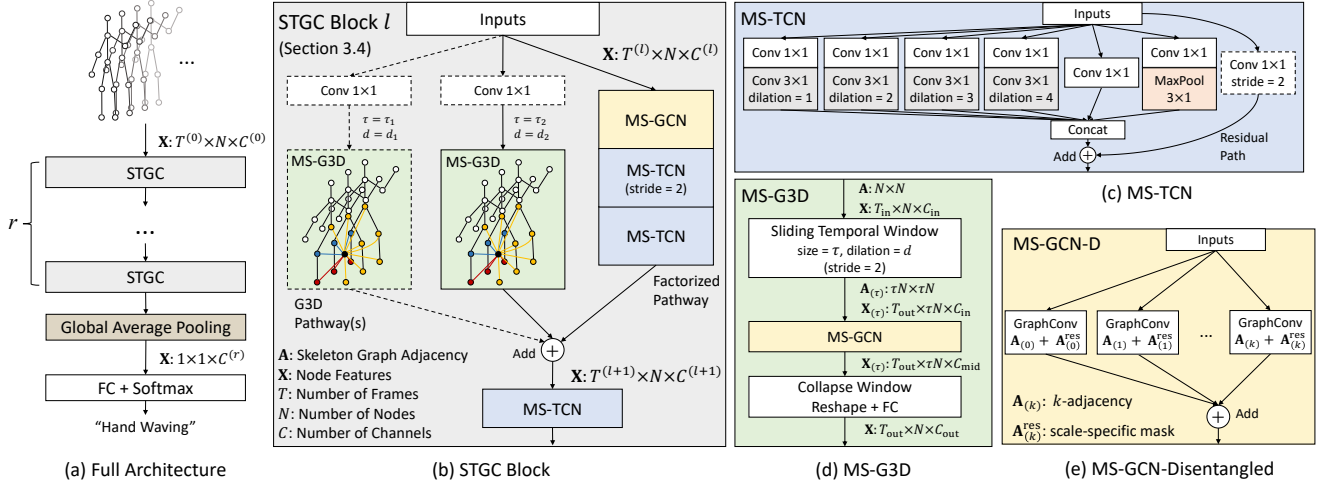 ...
X: T^(0)×N×C^(0)
STGC
r
...
STGC
Global Average Pooling
X: 1×1×C^(r)
FC + Softmax
“Hand Waving”
(a) Full Architecture
STGC Block l
(Section 3.4)
Inputs
X: T^(l)×N×C^(l)
Conv 1×1
Conv 1×1
τ = τ₁
d = d₁
τ = τ₂
d = d₂
MS-G3D
MS-G3D
MS-GCN
MS-TCN
(stride = 2)
MS-TCN
G3D
Pathway(s)
Factorized
Pathway
Add +
A: Skeleton Graph Adjacency
X: Node Features
T: Number of Frames
N: Number of Nodes
C: Number of Channels
X: T^(l+1)×N×C^(l+1)
MS-TCN
(b) STGC Block
MS-TCN
Inputs
Conv 1×1 Conv 1×1 Conv 1×1 Conv 1×1 Conv 1×1 Conv 1×1
Conv 3×1
dilation = 1
Conv 3×1
dilation = 2
Conv 3×1
dilation = 3
Conv 3×1
dilation = 4
MaxPool
3×1
Conv 1×1
stride = 2
Concat
Add +
Residual
Path
(c) MS-TCN
MS-G3D
A: N×N
X: T_in×N×C_in
Sliding Temporal Window
size = τ, dilation = d
(stride = 2)
A_(τ): τN×τN
X_(τ): T_out×τN×C_in
MS-GCN
X_(τ): T_out×τN×C_mid
Collapse Window
Reshape + FC
X: T_out×N×C_out
(d) MS-G3D
MS-GCN-D
Inputs
GraphConv
A_(0) + A_(0)^res
GraphConv
A_(1) + A_(1)^res
...
GraphConv
A_(k) + A_(k)^res
A_(k): k-adjacency
A_(k)^res: scale-specific mask
+ Add
(e) MS-GCN-Disentangled